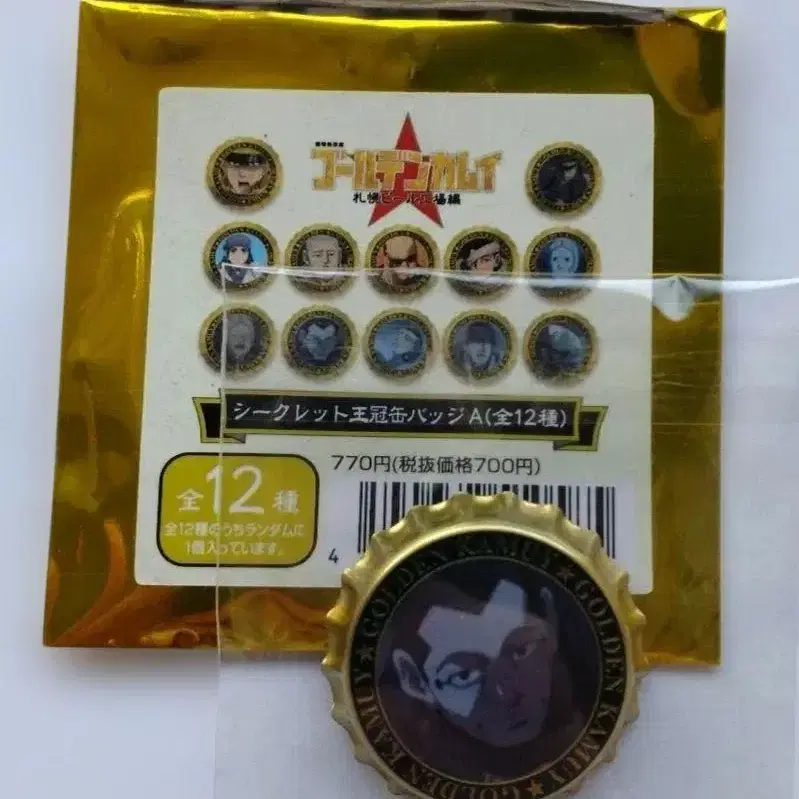 ゴールデンカムイ
札幌ビール工場編
シークレット王冠缶バッジA(全12種)
770円(税抜価格700円)
全12種
全12種のうちランダムに
1個入っています。
4
GOLDEN KAMUY★GOLDEN KAMUY★GOLDEN KAMUY★